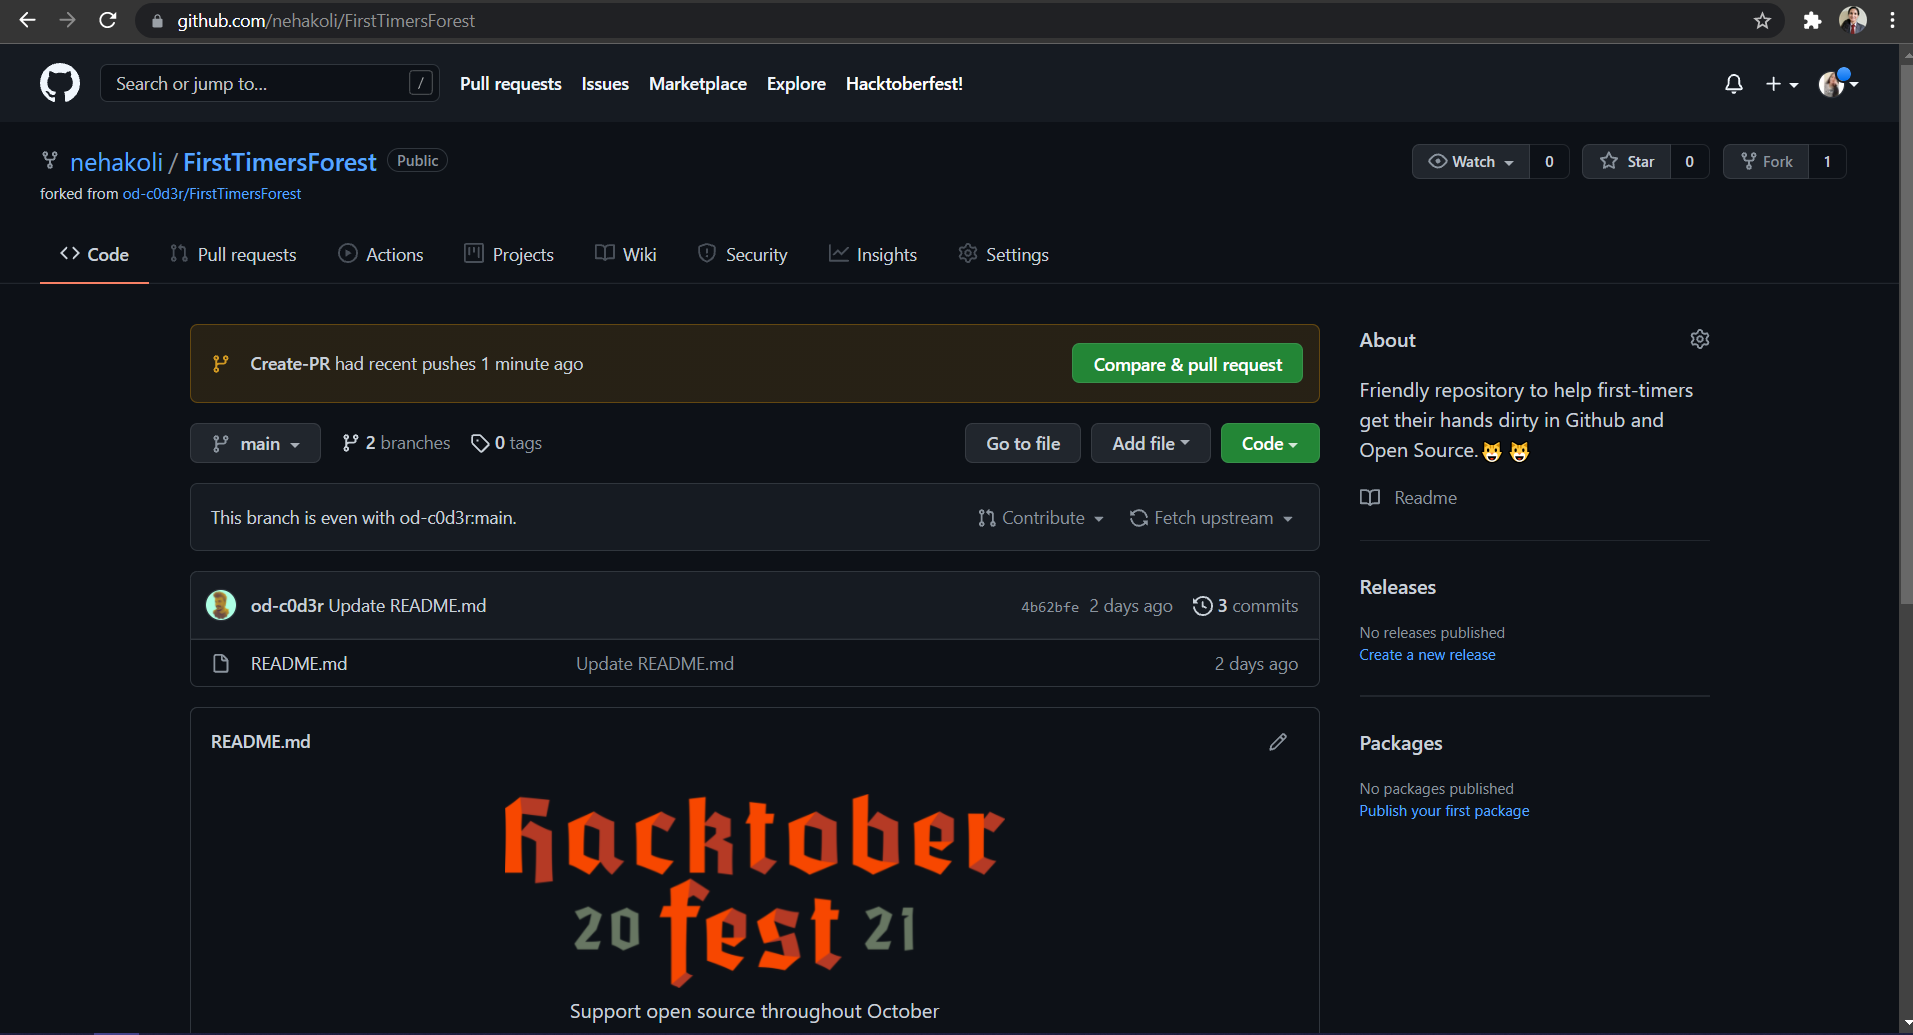 github.com/nehakoli/FirstTimersForest
Search or jump to... /
Pull requests Issues Marketplace Explore Hacktoberfest!
nehakoli / FirstTimersForest Public
Watch 0 Star 0 Fork 1
forked from od-c0d3r/FirstTimersForest
Code Pull requests Actions Projects Wiki Security Insights Settings
Create-PR had recent pushes 1 minute ago
Compare & pull request
main 2 branches 0 tags
Go to file Add file Code
This branch is even with od-c0d3r:main.
Contribute Fetch upstream
od-c0d3r Update README.md 4b62bfe 2 days ago 3 commits
README.md Update README.md 2 days ago
README.md
hacktober
20 fest 21
Support open source throughout October
About
Friendly repository to help first-timers
get their hands dirty in Github and
Open Source.😺 😺
Readme
Releases
No releases published
Create a new release
Packages
No packages published
Publish your first package